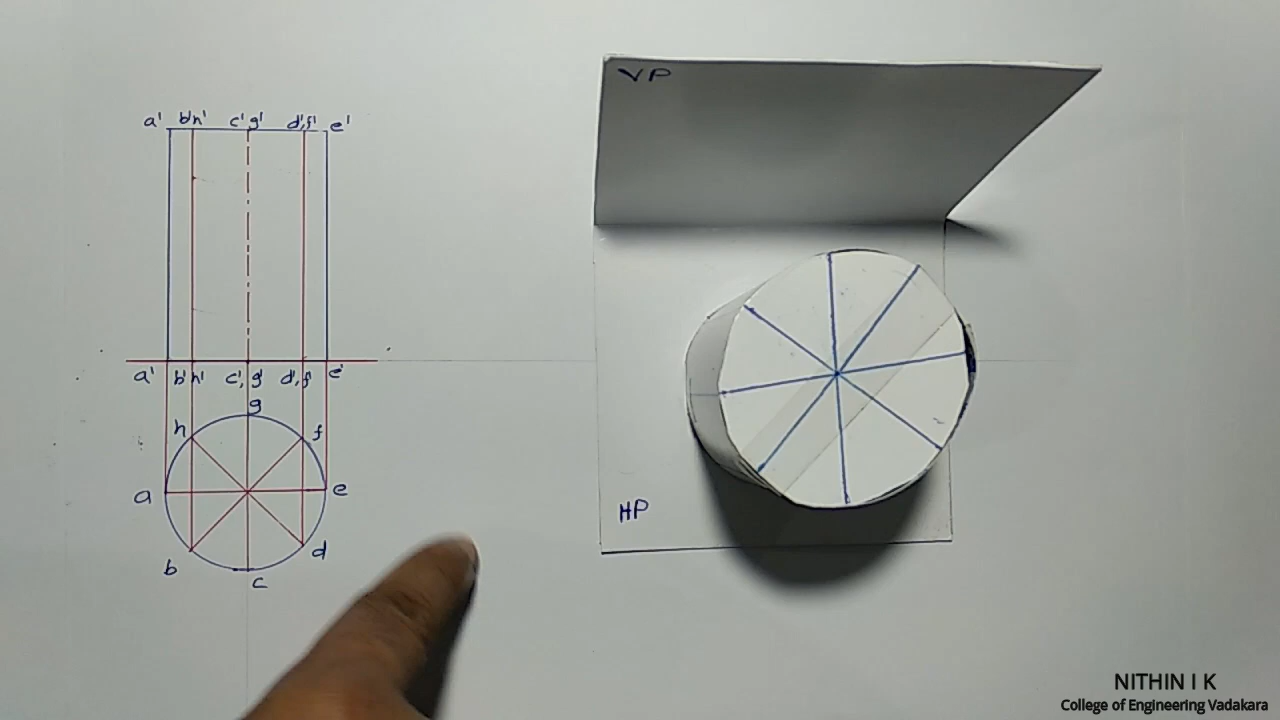 a' b'h' c'g' d',f' e'
a' b'h' c',g' d',f' e'
g
h f
a e
b d
c
VP
HP
NITHIN I K
College of Engineering Vadakara